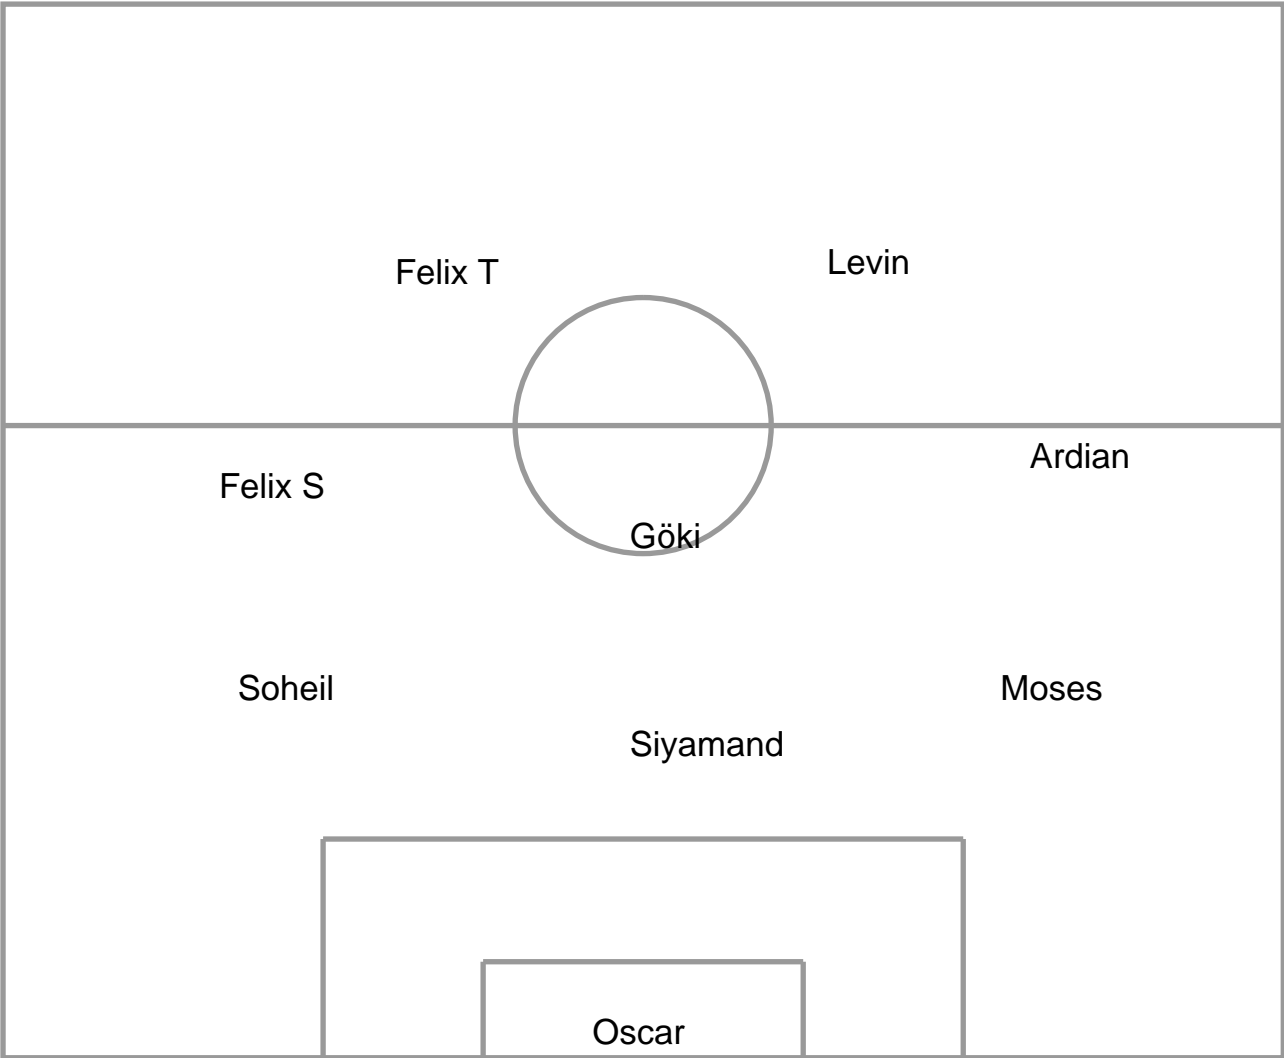 Levin
Felix T
Ardian
Felix S
Göki
Soheil
Moses
Siyamand
Oscar